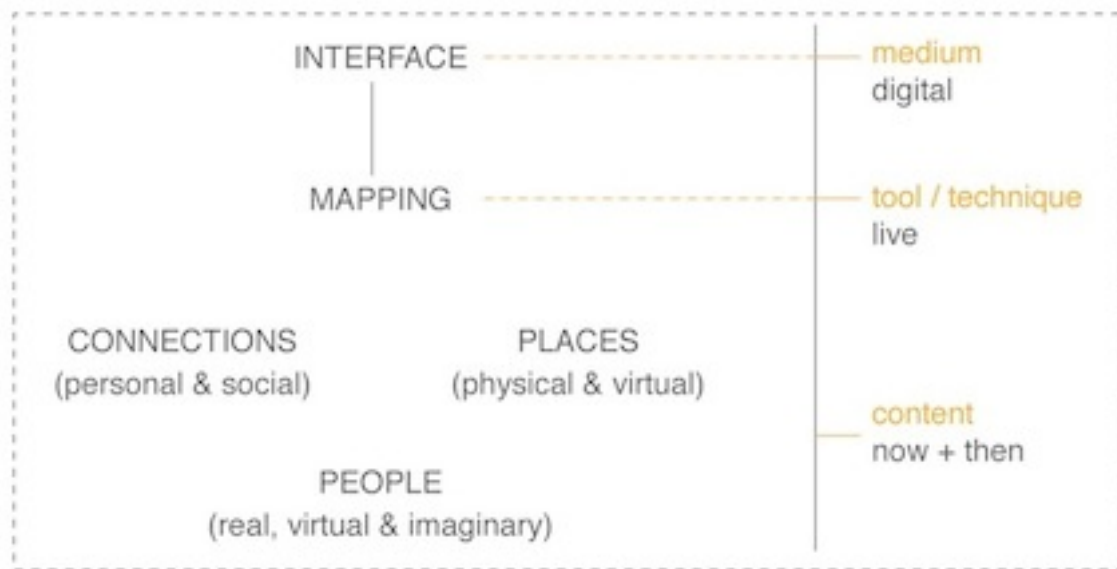 INTERFACE
medium
digital
MAPPING
tool / technique
live
CONNECTIONS
(personal & social)
PLACES
(physical & virtual)
content
now + then
PEOPLE
(real, virtual & imaginary)